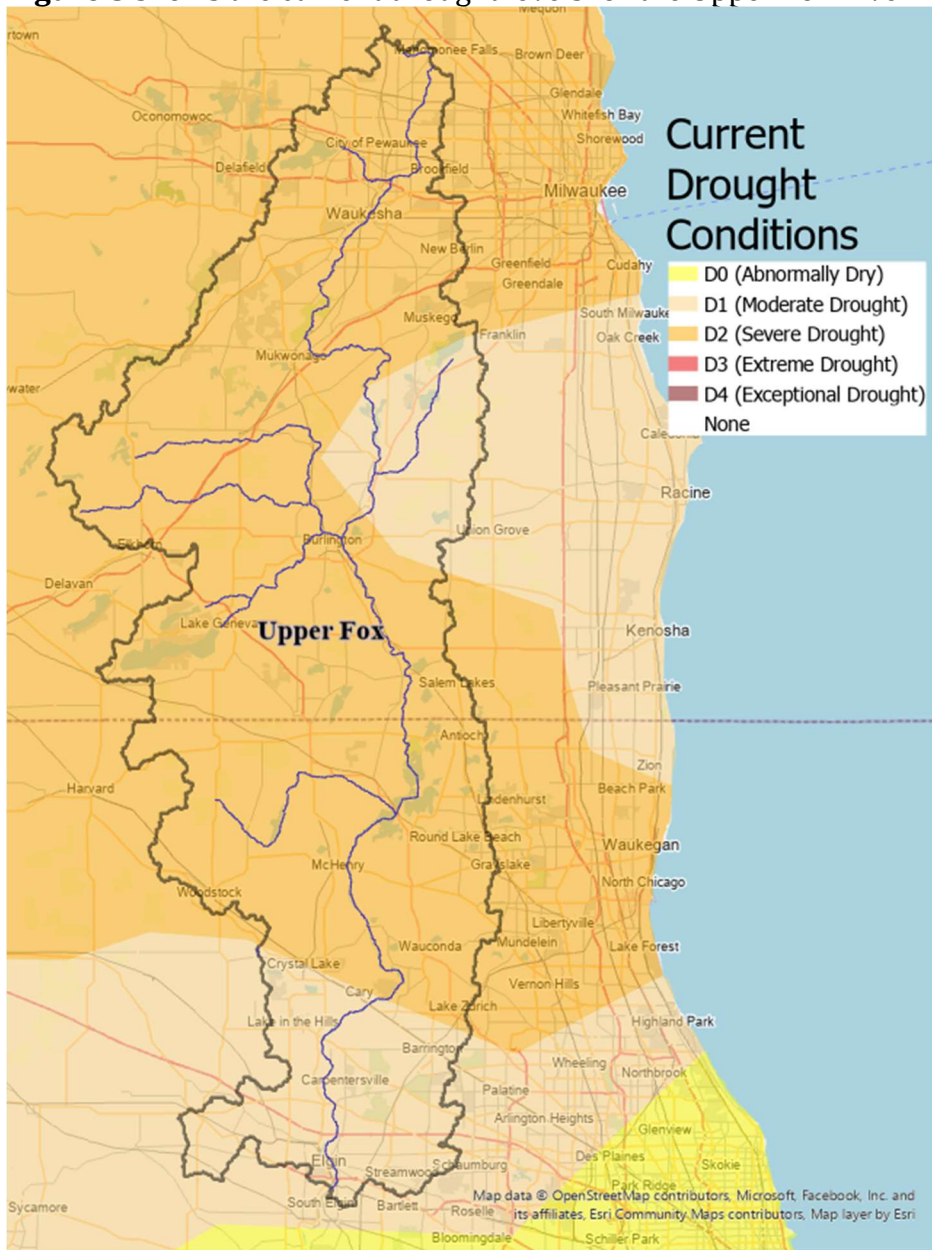 Mequon
rtown
Menomonee Falls
Brown Deer
Glendale
Oconomowoc
Whitefish Bay
Shorewood
City of Pewaukee
Delafield
Brookfield
Milwaukee
Waukesha
Current
Drought
Conditions
New Berlin
Greenfield
Cudahy
Greendale
D0 (Abnormally Dry)
D1 (Moderate Drought)
D2 (Severe Drought)
D3 (Extreme Drought)
D4 (Exceptional Drought)
None
Muskego
South Milwauke
Franklin
Oak Creek
Mukwonago
ewater
Caledonia
Racine
Union Grove
Elkhorn
Burlington
Delavan
Lake Geneva
Upper Fox
Kenosha
Salem Lakes
Pleasant Prairie
Antioch
Zion
Harvard
Beach Park
Lindenhurst
Round Lake Beach
Waukegan
McHenry
Grayslake
Woodstock
North Chicago
Libertyville
Wauconda
Mundelein
Lake Forest
Crystal Lake
Cary
Vernon Hills
Lake Zurich
Lake in the Hills
Highland Park
Barrington
Wheeling
Northbrook
Carpentersville
Palatine
Arlington Heights
Glenview
Des Plaines
Elgin
Streamwood
Schaumburg
Skokie
Park Ridge
South Elgin
Bartlett
Roselle
Sycamore
Map data © OpenStreetMap contributors, Microsoft, Facebook, Inc. and
its affiliates, Esri Community Maps contributors, Map layer by Esri
Bloomingdale
Schiller Park